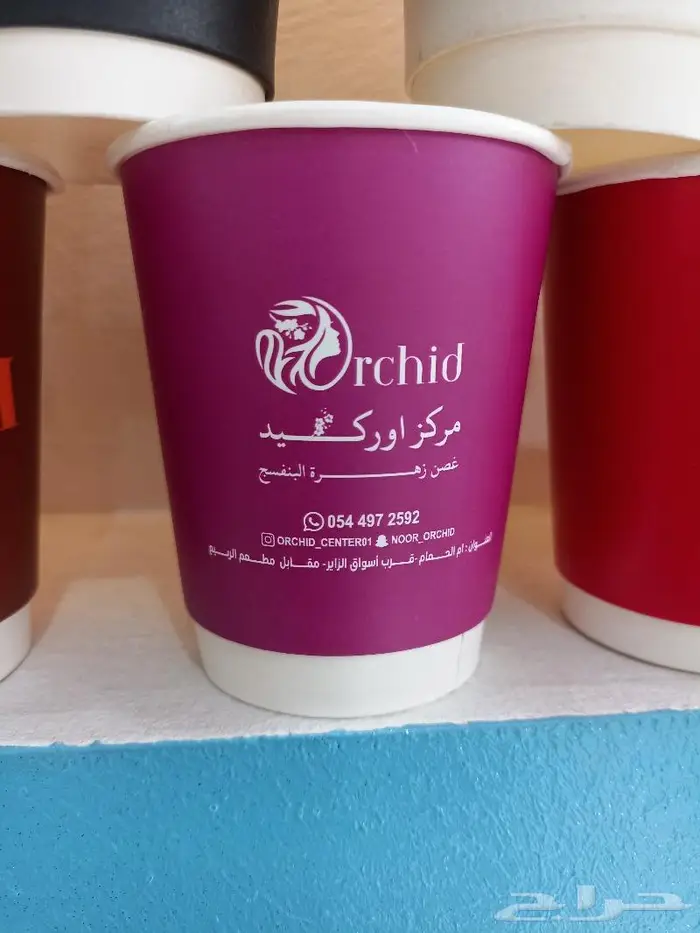 Orchid
مركز اوركيد
غصن زهرة البنفسج
054 497 2592
ORCHID_CENTER01 NOOR_ORCHID
العنوان : ام الحمام -قرب أسواق الزاير- مقابل مطعم الربيع
حراج